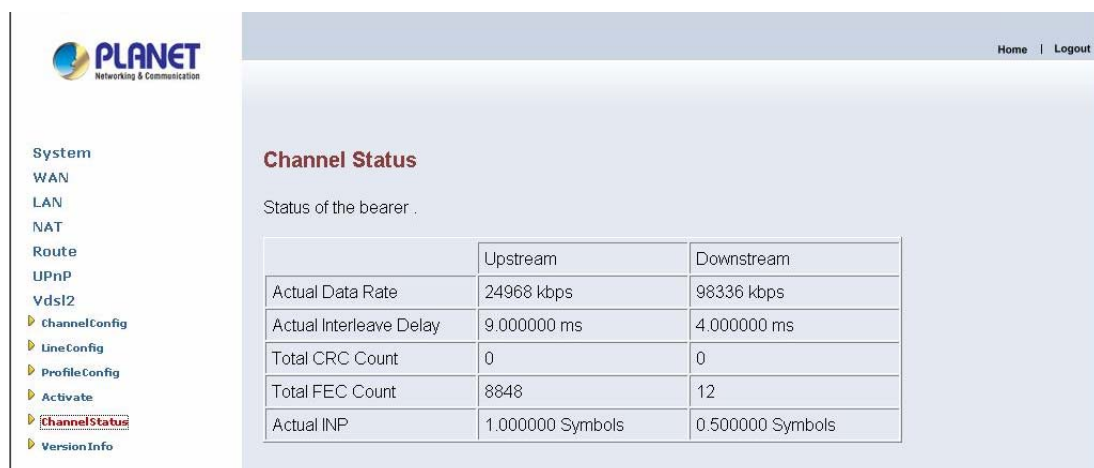 PLANET
Networking & Communication
Home | Logout
System
WAN
LAN
NAT
Route
UPnP
Vdsl2
ChannelConfig
LineConfig
ProfileConfig
Activate
ChannelStatus
VersionInfo
Channel Status
Status of the bearer .
Upstream Downstream
Actual Data Rate 24968 kbps 98336 kbps
Actual Interleave Delay 9.000000 ms 4.000000 ms
Total CRC Count 0 0
Total FEC Count 8848 12
Actual INP 1.000000 Symbols 0.500000 Symbols